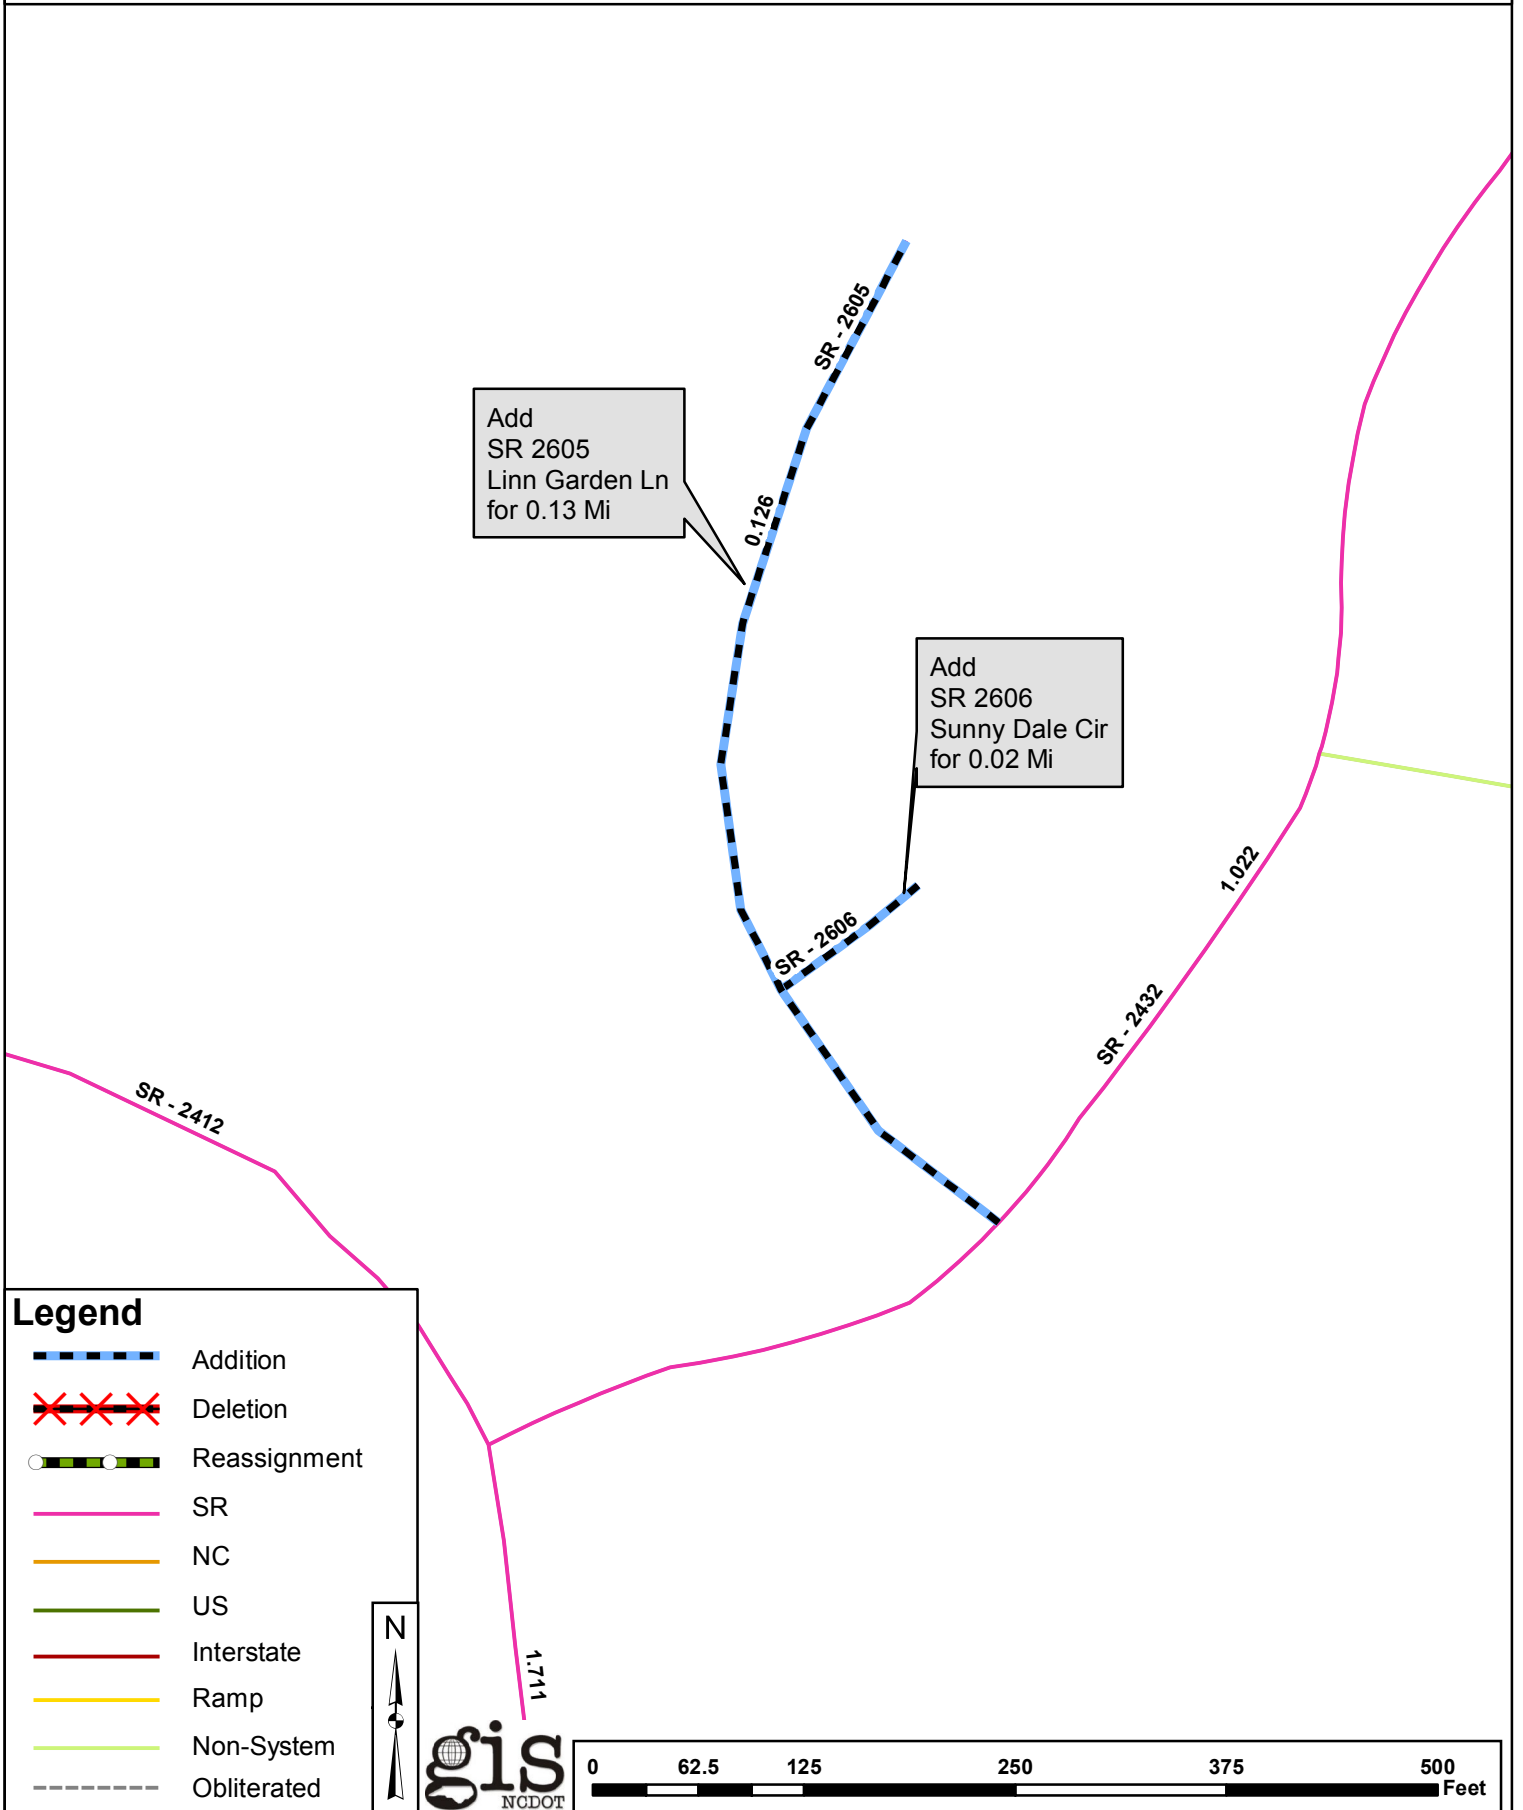 SR - 2605
Add
SR 2605
Linn Garden Ln
for 0.13 Mi
0.126
Add
SR 2606
Sunny Dale Cir
for 0.02 Mi
1.022
SR - 2606
SR - 2432
SR - 2412
Legend
Addition
Deletion
Reassignment
SR
NC
US
Interstate
Ramp
Non-System
Obliterated
N
1.711
gis
NCDOT
0 62.5 125 250 375 500
Feet